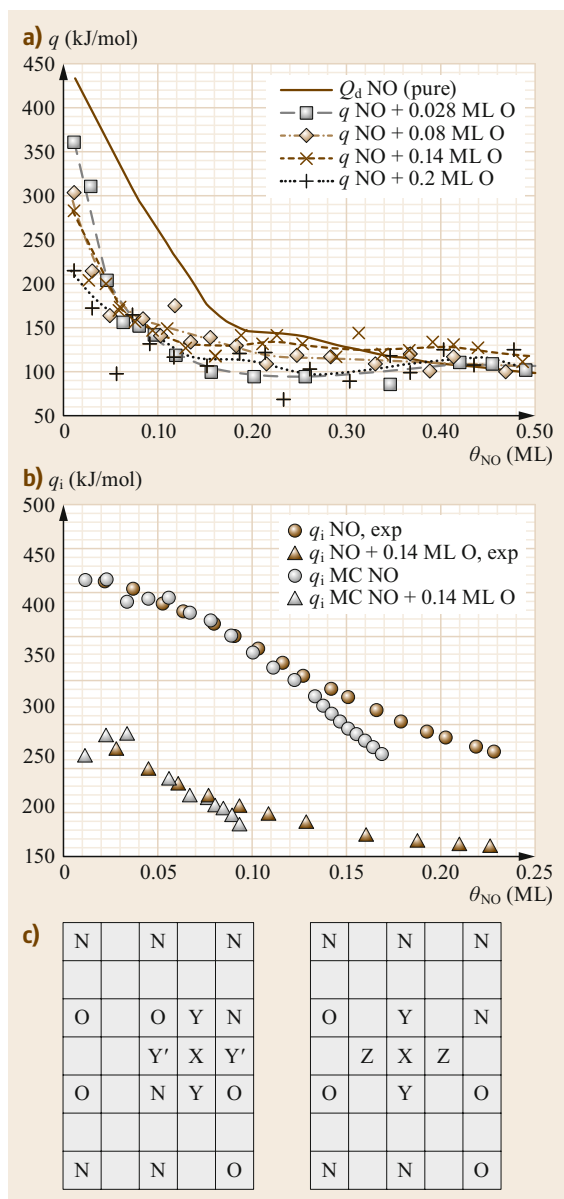 a) q (kJ/mol)
450
400
350
300
250
200
150
100
50
Q_d NO (pure)
q NO + 0.028 ML O
q NO + 0.08 ML O
q NO + 0.14 ML O
q NO + 0.2 ML O
0 0.10 0.20 0.30 0.40 0.50
θ_NO (ML)
b) q_i (kJ/mol)
500
450
400
350
300
250
200
150
q_i NO, exp
q_i NO + 0.14 ML O, exp
q_i MC NO
q_i MC NO + 0.14 ML O
0 0.05 0.10 0.15 0.20 0.25
θ_NO (ML)
c)
N N N
O O Y N
Y′ X Y′
O N Y O
N N O
N N N
O Y N
Z X Z
O Y O
N N O